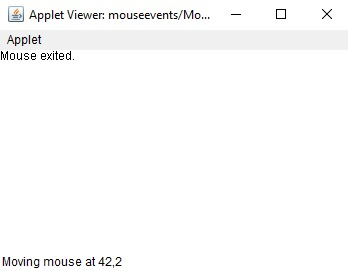 Applet Viewer: mouseevents/Mo...
Applet
Mouse exited.
Moving mouse at 42,2